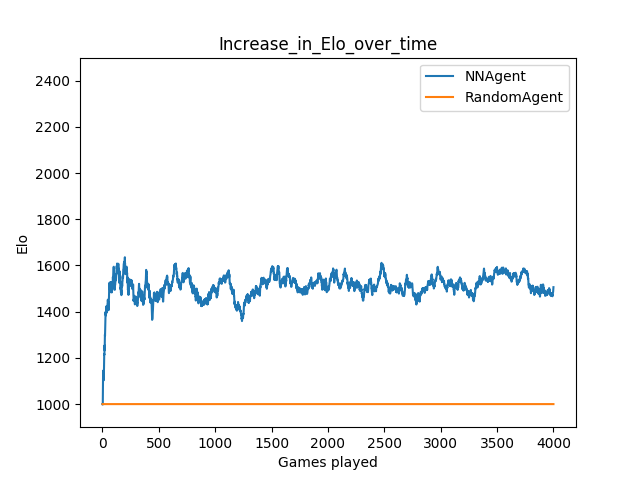 Increase_in_Elo_over_time
NNAgent
RandomAgent
2400
2200
2000
1800
1600
1400
1200
1000
Elo
0 500 1000 1500 2000 2500 3000 3500 4000
Games played